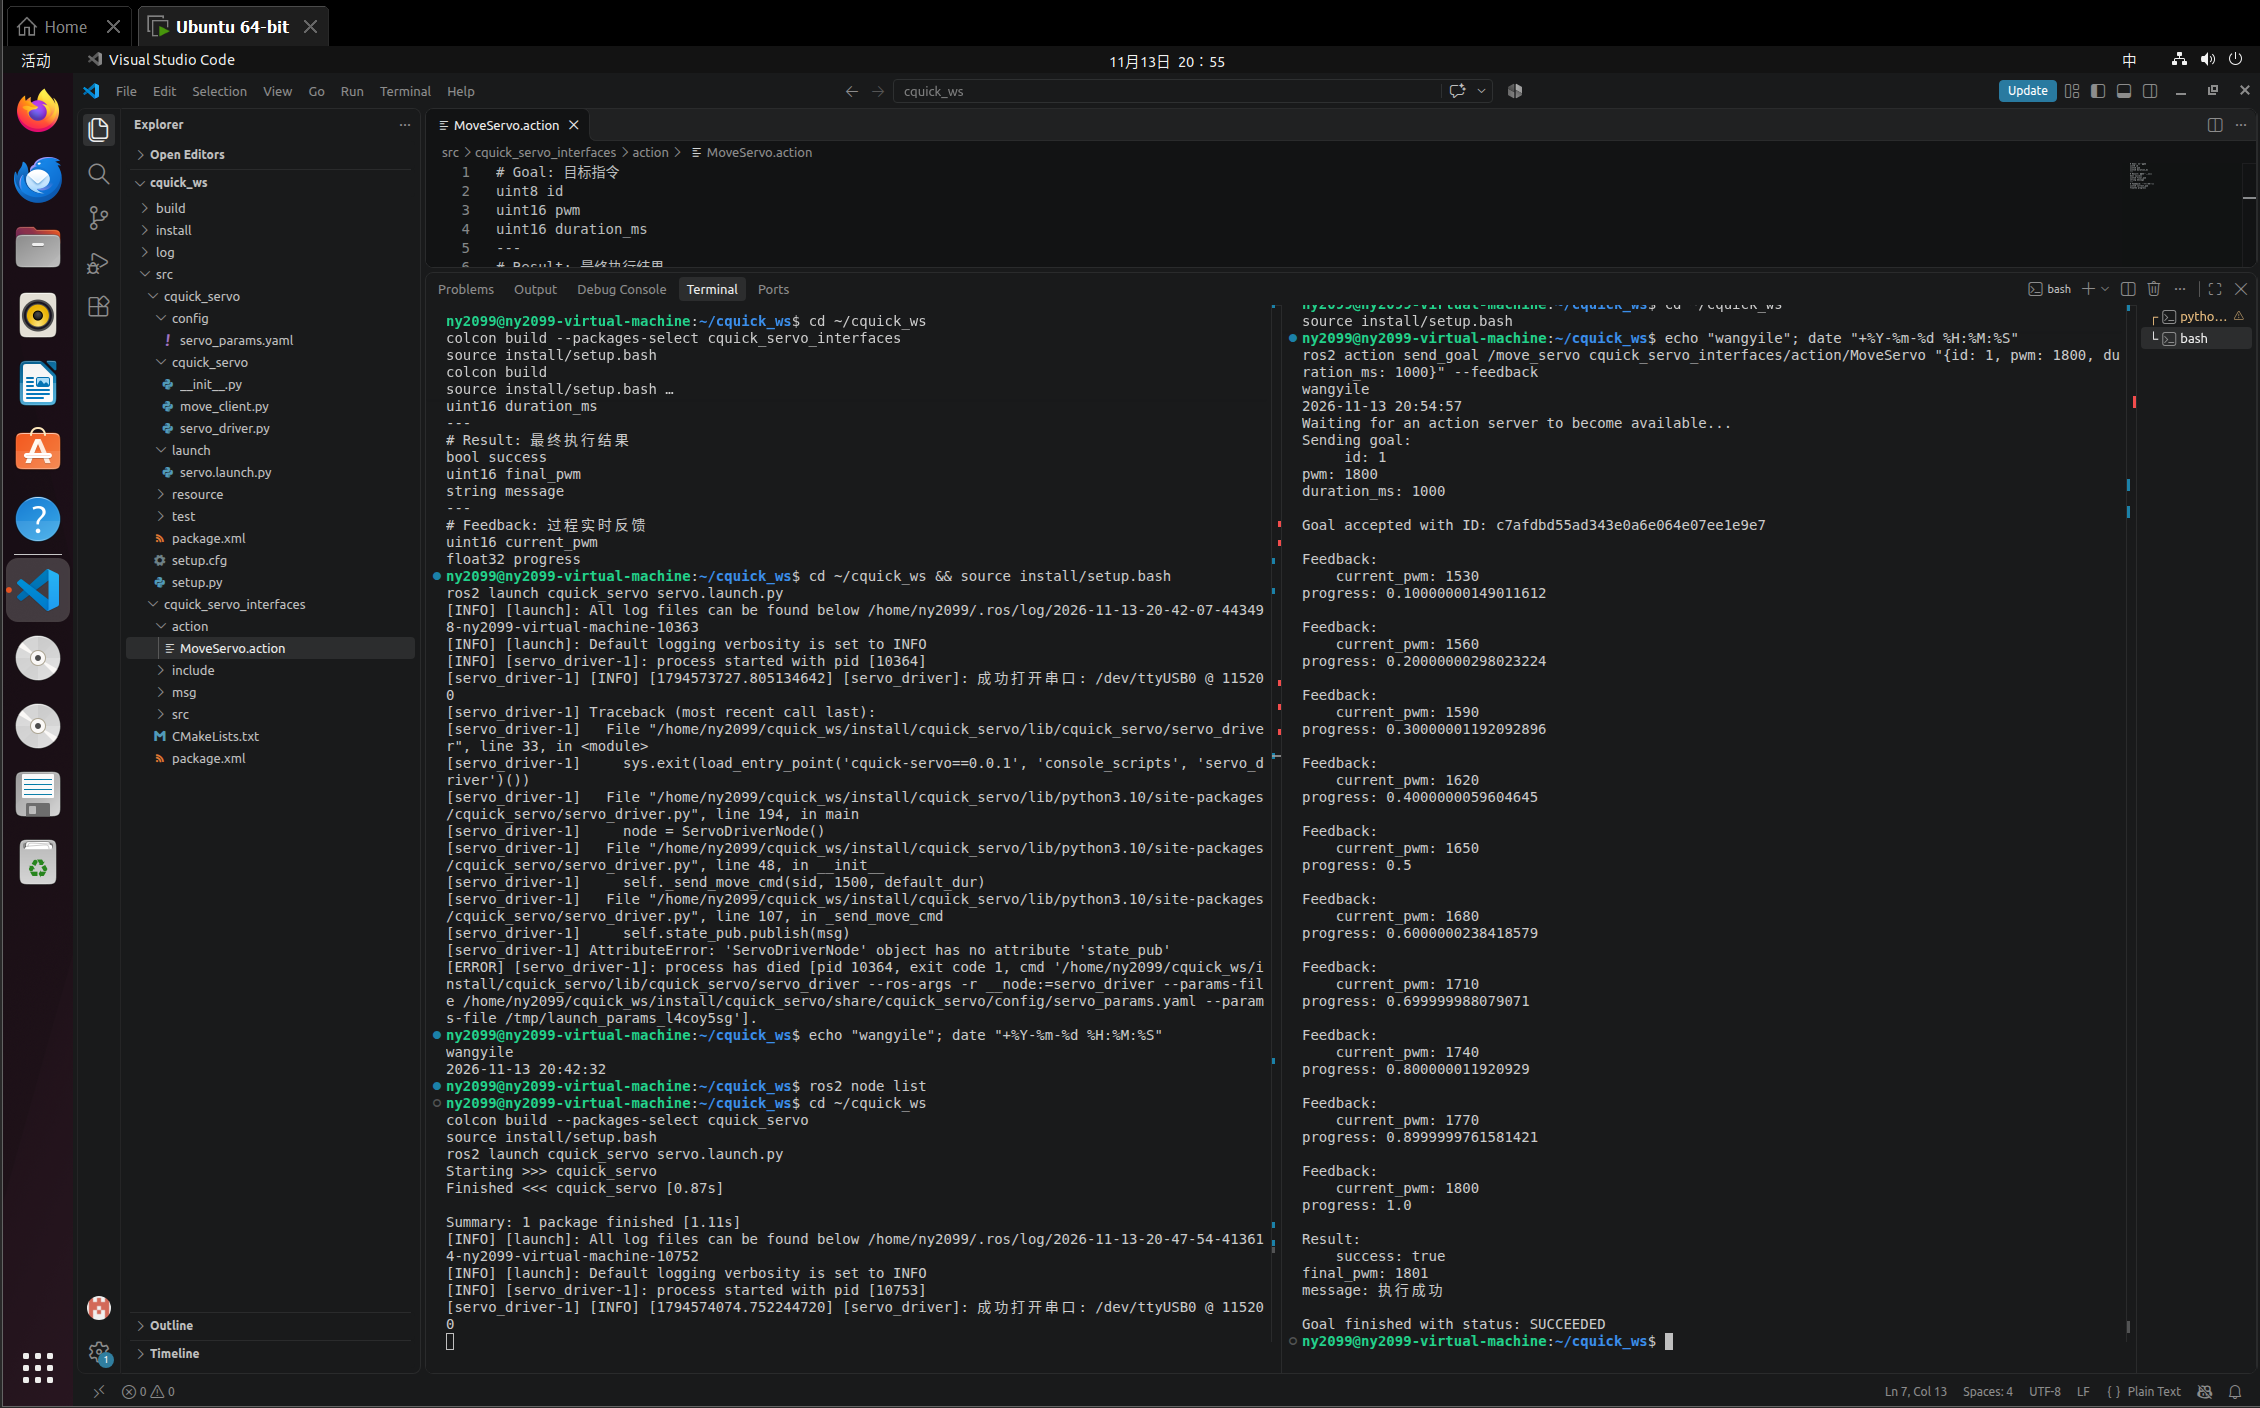 Home
Ubuntu 64-bit
活动
Visual Studio Code
11月13日 20：55
中
File Edit Selection View Go Run Terminal Help
cquick_ws
Update
Explorer
Open Editors
cquick_ws
build
install
log
src
cquick_servo
config
servo_params.yaml
cquick_servo
__init__.py
move_client.py
servo_driver.py
launch
servo.launch.py
resource
test
package.xml
setup.cfg
setup.py
cquick_servo_interfaces
action
MoveServo.action
include
msg
src
CMakeLists.txt
package.xml
Outline
Timeline
MoveServo.action
src > cquick_servo_interfaces > action > MoveServo.action
1 # Goal: 目标指令
2 uint8 id
3 uint16 pwm
4 uint16 duration_ms
5 ---
6 # Result: 最终执行结果
Problems Output Debug Console Terminal Ports
bash
ny2099@ny2099-virtual-machine:~/cquick_ws$ cd ~/cquick_ws
colcon build --packages-select cquick_servo_interfaces
source install/setup.bash
colcon build
source install/setup.bash …
uint16 duration_ms
---
# Result: 最终执行结果
bool success
uint16 final_pwm
string message
---
# Feedback: 过程实时反馈
uint16 current_pwm
float32 progress
ny2099@ny2099-virtual-machine:~/cquick_ws$ cd ~/cquick_ws && source install/setup.bash
ros2 launch cquick_servo servo.launch.py
[INFO] [launch]: All log files can be found below /home/ny2099/.ros/log/2026-11-13-20-42-07-44349
8-ny2099-virtual-machine-10363
[INFO] [launch]: Default logging verbosity is set to INFO
[INFO] [servo_driver-1]: process started with pid [10364]
[servo_driver-1] [INFO] [1794573727.805134642] [servo_driver]: 成功打开串口: /dev/ttyUSB0 @ 11520
0
[servo_driver-1] Traceback (most recent call last):
[servo_driver-1]   File "/home/ny2099/cquick_ws/install/cquick_servo/lib/cquick_servo/servo_drive
r", line 33, in <module>
[servo_driver-1]     sys.exit(load_entry_point('cquick-servo==0.0.1', 'console_scripts', 'servo_d
river')())
[servo_driver-1]   File "/home/ny2099/cquick_ws/install/cquick_servo/lib/python3.10/site-packages
/cquick_servo/servo_driver.py", line 194, in main
[servo_driver-1]     node = ServoDriverNode()
[servo_driver-1]   File "/home/ny2099/cquick_ws/install/cquick_servo/lib/python3.10/site-packages
/cquick_servo/servo_driver.py", line 48, in __init__
[servo_driver-1]     self._send_move_cmd(sid, 1500, default_dur)
[servo_driver-1]   File "/home/ny2099/cquick_ws/install/cquick_servo/lib/python3.10/site-packages
/cquick_servo/servo_driver.py", line 107, in _send_move_cmd
[servo_driver-1]     self.state_pub.publish(msg)
[servo_driver-1] AttributeError: 'ServoDriverNode' object has no attribute 'state_pub'
[ERROR] [servo_driver-1]: process has died [pid 10364, exit code 1, cmd '/home/ny2099/cquick_ws/i
nstall/cquick_servo/lib/cquick_servo/servo_driver --ros-args -r __node:=servo_driver --params-fil
e /home/ny2099/cquick_ws/install/cquick_servo/share/cquick_servo/config/servo_params.yaml --param
s-file /tmp/launch_params_l4coy5sg'].
ny2099@ny2099-virtual-machine:~/cquick_ws$ echo "wangyile"; date "+%Y-%m-%d %H:%M:%S"
wangyile
2026-11-13 20:42:32
ny2099@ny2099-virtual-machine:~/cquick_ws$ ros2 node list
ny2099@ny2099-virtual-machine:~/cquick_ws$ cd ~/cquick_ws
colcon build --packages-select cquick_servo
source install/setup.bash
ros2 launch cquick_servo servo.launch.py
Starting >>> cquick_servo
Finished <<< cquick_servo [0.87s]
Summary: 1 package finished [1.11s]
[INFO] [launch]: All log files can be found below /home/ny2099/.ros/log/2026-11-13-20-47-54-41361
4-ny2099-virtual-machine-10752
[INFO] [launch]: Default logging verbosity is set to INFO
[INFO] [servo_driver-1]: process started with pid [10753]
[servo_driver-1] [INFO] [1794574074.752244720] [servo_driver]: 成功打开串口: /dev/ttyUSB0 @ 11520
0
ny2099@ny2099-virtual-machine:~/cquick_ws$ cd ~/cquick_ws
source install/setup.bash
ny2099@ny2099-virtual-machine:~/cquick_ws$ echo "wangyile"; date "+%Y-%m-%d %H:%M:%S"
ros2 action send_goal /move_servo cquick_servo_interfaces/action/MoveServo "{id: 1, pwm: 1800, du
ration_ms: 1000}" --feedback
wangyile
2026-11-13 20:54:57
Waiting for an action server to become available...
Sending goal:
     id: 1
pwm: 1800
duration_ms: 1000
Goal accepted with ID: c7afdbd55ad343e0a6e064e07ee1e9e7
Feedback:
    current_pwm: 1530
progress: 0.10000000149011612
Feedback:
    current_pwm: 1560
progress: 0.20000000298023224
Feedback:
    current_pwm: 1590
progress: 0.30000001192092896
Feedback:
    current_pwm: 1620
progress: 0.4000000059604645
Feedback:
    current_pwm: 1650
progress: 0.5
Feedback:
    current_pwm: 1680
progress: 0.6000000238418579
Feedback:
    current_pwm: 1710
progress: 0.699999988079071
Feedback:
    current_pwm: 1740
progress: 0.800000011920929
Feedback:
    current_pwm: 1770
progress: 0.8999999761581421
Feedback:
    current_pwm: 1800
progress: 1.0
Result:
    success: true
final_pwm: 1801
message: 执行成功
Goal finished with status: SUCCEEDED
ny2099@ny2099-virtual-machine:~/cquick_ws$
pytho...
bash
1
0 0
Ln 7, Col 13 Spaces: 4 UTF-8 LF { } Plain Text